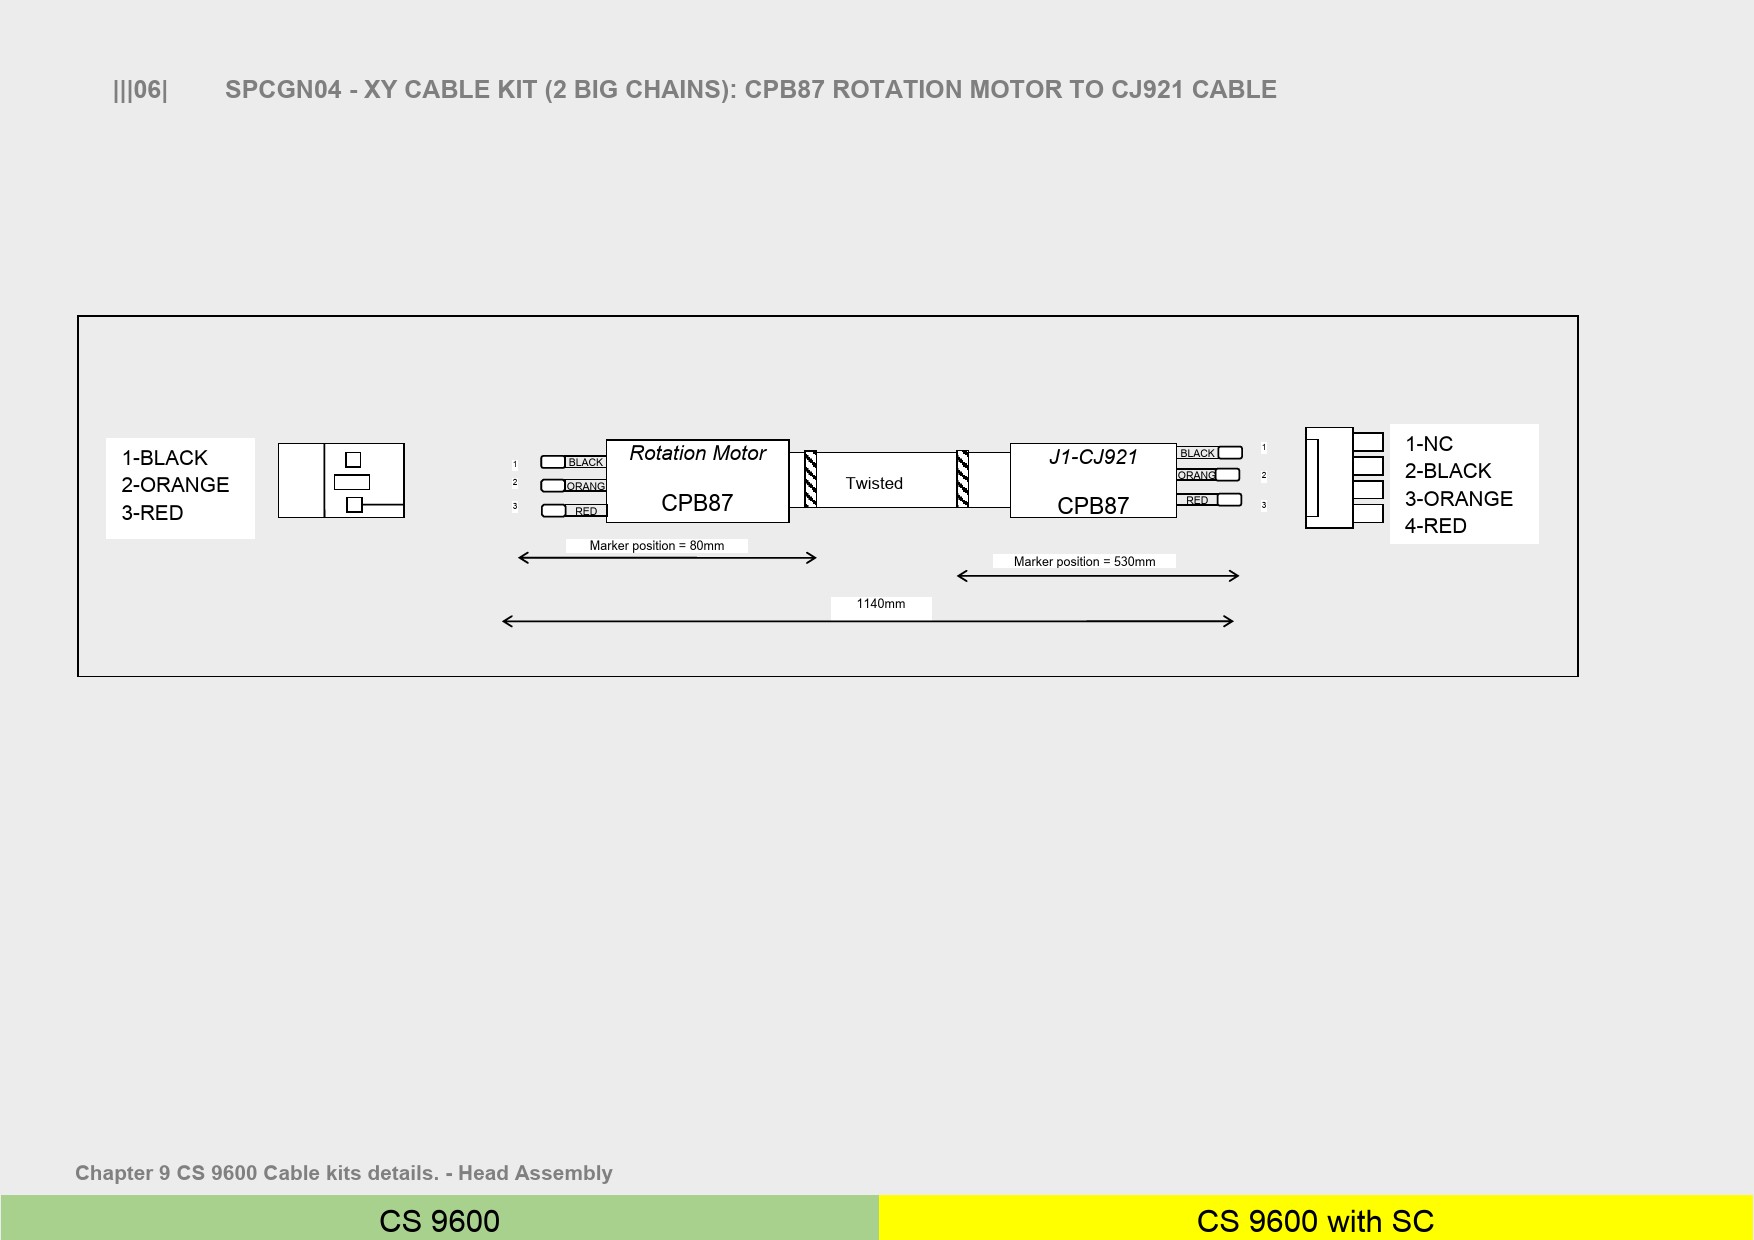 |||06| SPCGN04 - XY CABLE KIT (2 BIG CHAINS): CPB87 ROTATION MOTOR TO CJ921 CABLE
1-BLACK
2-ORANGE
3-RED
1
2
3
BLACK
ORANG
RED
Rotation Motor
CPB87
Twisted
J1-CJ921
CPB87
BLACK
ORANG
RED
1
2
3
1-NC
2-BLACK
3-ORANGE
4-RED
Marker position = 80mm
Marker position = 530mm
1140mm
Chapter 9 CS 9600 Cable kits details. - Head Assembly
CS 9600
CS 9600 with SC